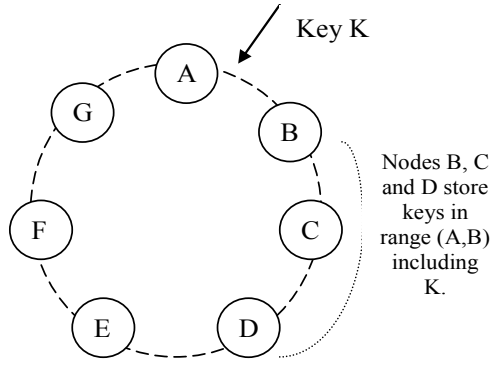 Key K
A
B
C
D
E
F
G
Nodes B, C
and D store
keys in
range (A,B)
including
K.